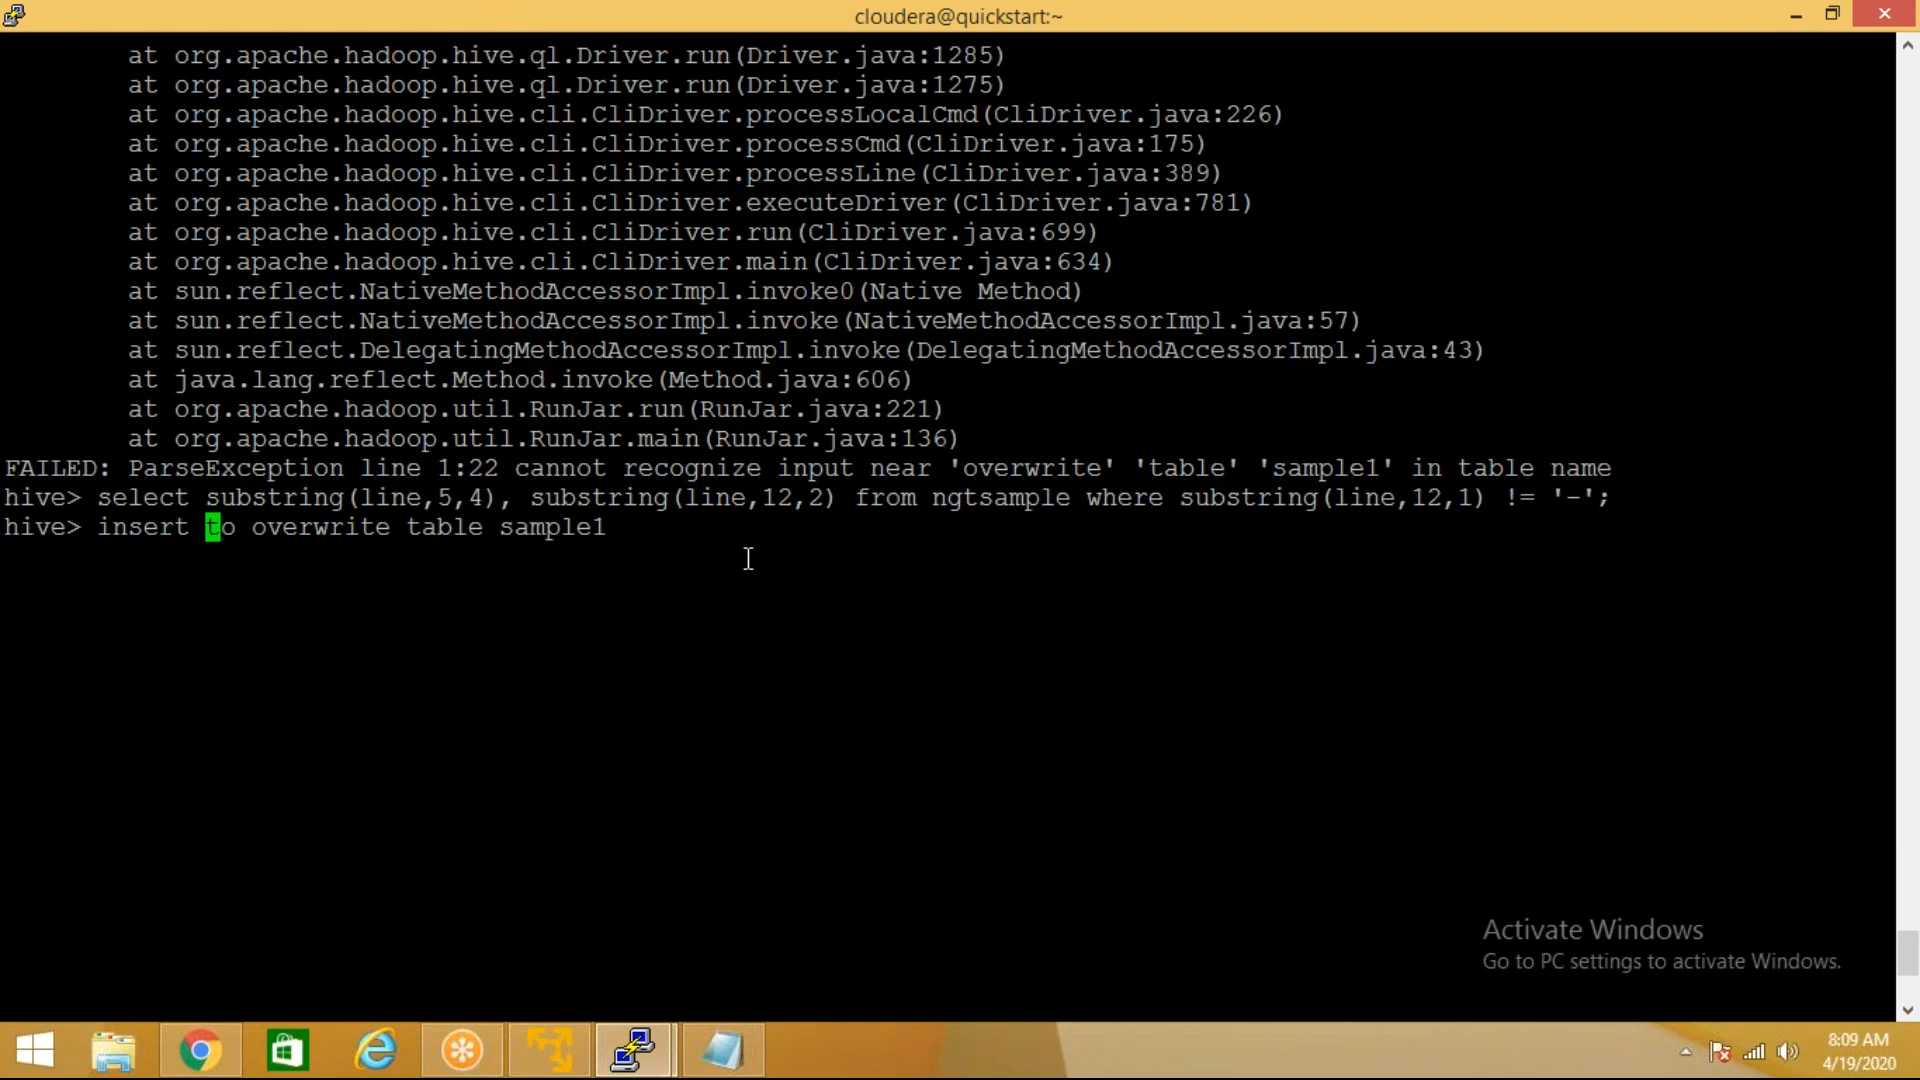 cloudera@quickstart:~
at org.apache.hadoop.hive.ql.Driver.run(Driver.java:1285)
at org.apache.hadoop.hive.ql.Driver.run(Driver.java:1275)
at org.apache.hadoop.hive.cli.CliDriver.processLocalCmd(CliDriver.java:226)
at org.apache.hadoop.hive.cli.CliDriver.processCmd(CliDriver.java:175)
at org.apache.hadoop.hive.cli.CliDriver.processLine(CliDriver.java:389)
at org.apache.hadoop.hive.cli.CliDriver.executeDriver(CliDriver.java:781)
at org.apache.hadoop.hive.cli.CliDriver.run(CliDriver.java:699)
at org.apache.hadoop.hive.cli.CliDriver.main(CliDriver.java:634)
at sun.reflect.NativeMethodAccessorImpl.invoke0(Native Method)
at sun.reflect.NativeMethodAccessorImpl.invoke(NativeMethodAccessorImpl.java:57)
at sun.reflect.DelegatingMethodAccessorImpl.invoke(DelegatingMethodAccessorImpl.java:43)
at java.lang.reflect.Method.invoke(Method.java:606)
at org.apache.hadoop.util.RunJar.run(RunJar.java:221)
at org.apache.hadoop.util.RunJar.main(RunJar.java:136)
FAILED: ParseException line 1:22 cannot recognize input near 'overwrite' 'table' 'sample1' in table name
hive> select substring(line,5,4), substring(line,12,2) from ngtsample where substring(line,12,1) != '-';
hive> insert to overwrite table sample1
Activate Windows
Go to PC settings to activate Windows.
8:09 AM
4/19/2020